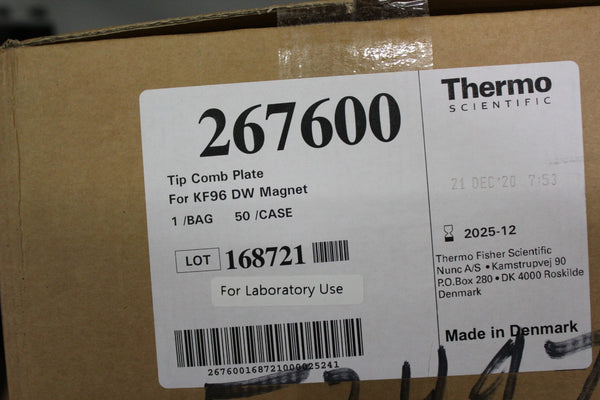 267600
Tip Comb Plate
For KF96 DW Magnet
1 /BAG 50 /CASE
LOT 168721
For Laboratory Use
26760016872100025241
Thermo
SCIENTIFIC
21 DEC'20 7:53
2025-12
Thermo Fisher Scientific
Nunc A/S • Kamstrupvej 90
P.O.Box 280 • DK 4000 Roskilde
Denmark
Made in Denmark